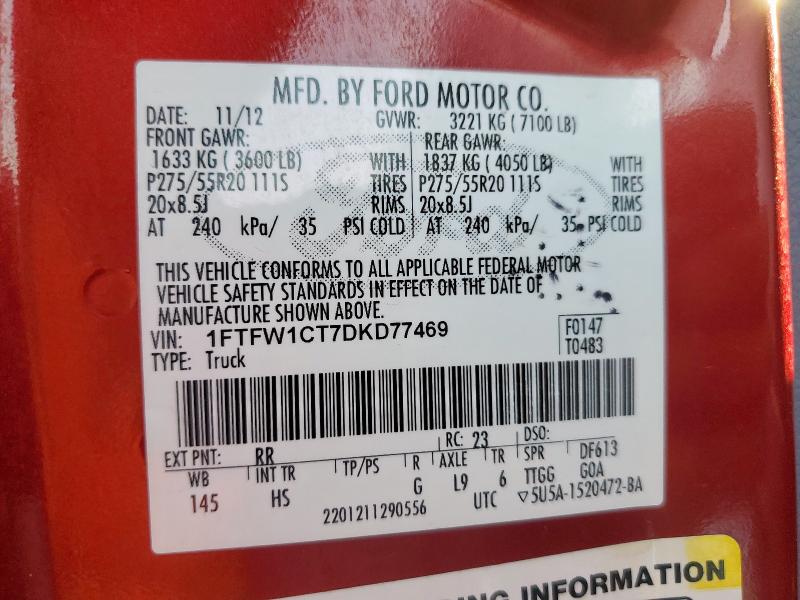 MFD. BY FORD MOTOR CO.
DATE: 11/12 GVWR: 3221 KG ( 7100 LB)
FRONT GAWR: REAR GAWR:
1633 KG ( 3600 LB) WITH 1837 KG ( 4050 LB) WITH
P275/55R20 111S TIRES P275/55R20 111S TIRES
20x8.5J RIMS 20x8.5J RIMS
AT 240 kPa/ 35 PSI COLD AT 240 kPa/ 35 PSI COLD
Ford
THIS VEHICLE CONFORMS TO ALL APPLICABLE FEDERAL MOTOR
VEHICLE SAFETY STANDARDS IN EFFECT ON THE DATE OF
MANUFACTURE SHOWN ABOVE.
VIN: 1FTFW1CT7DKD77469 F0147
TYPE: Truck T0483
EXT PNT: RR RC: 23 DSO:
WB INT TR TP/PS R AXLE TR SPR DF613
145 HS G L9 6 TTGG G0A
2201211290556 UTC ▽5U5A-1520472-BA
ING INFORMATION